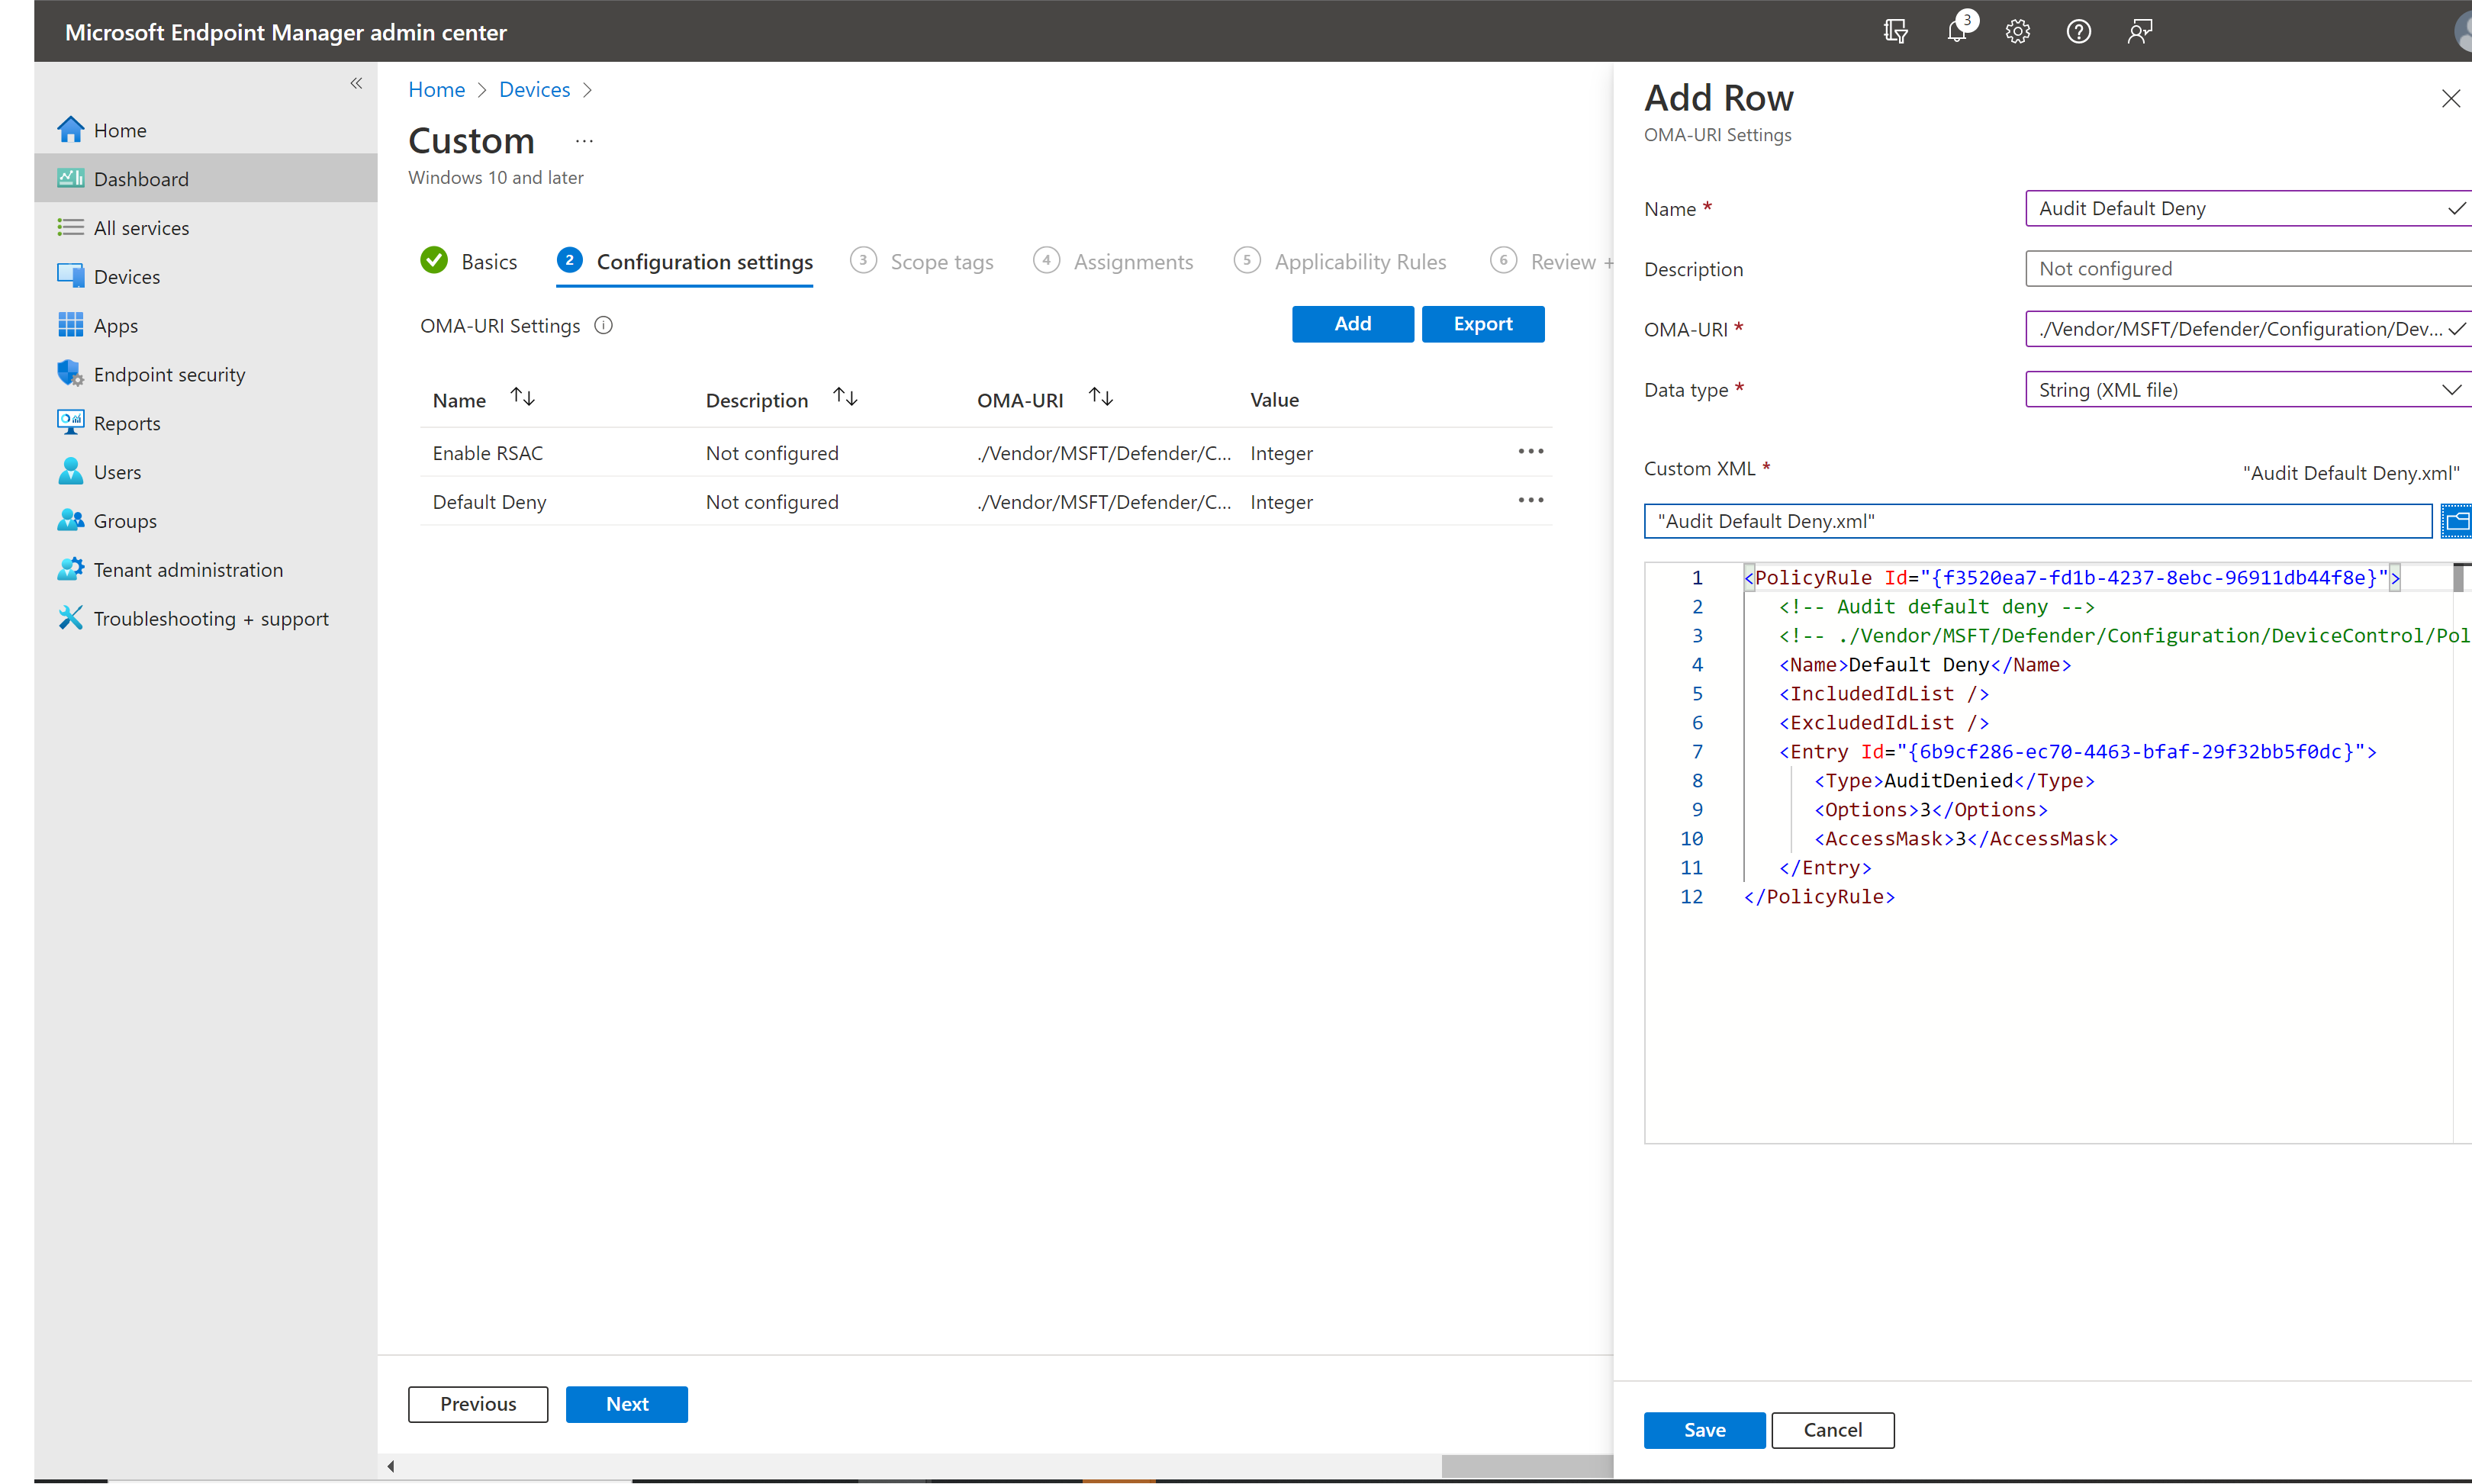 Microsoft Endpoint Manager admin center
3
Home
Dashboard
All services
Devices
Apps
Endpoint security
Reports
Users
Groups
Tenant administration
Troubleshooting + support
Home > Devices >
Custom ...
Windows 10 and later
Basics
2 Configuration settings
3 Scope tags
4 Assignments
5 Applicability Rules
6 Review +
OMA-URI Settings
Add
Export
Name Description OMA-URI Value
Enable RSAC Not configured ./Vendor/MSFT/Defender/C... Integer
Default Deny Not configured ./Vendor/MSFT/Defender/C... Integer
Previous
Next
Add Row
OMA-URI Settings
Name * Audit Default Deny
Description Not configured
OMA-URI * ./Vendor/MSFT/Defender/Configuration/Dev...
Data type * String (XML file)
Custom XML * "Audit Default Deny.xml"
"Audit Default Deny.xml"
1 <PolicyRule Id="{f3520ea7-fd1b-4237-8ebc-96911db44f8e}">
2 <!-- Audit default deny -->
3 <!-- ./Vendor/MSFT/Defender/Configuration/DeviceControl/Pol
4 <Name>Default Deny</Name>
5 <IncludedIdList />
6 <ExcludedIdList />
7 <Entry Id="{6b9cf286-ec70-4463-bfaf-29f32bb5f0dc}">
8 <Type>AuditDenied</Type>
9 <Options>3</Options>
10 <AccessMask>3</AccessMask>
11 </Entry>
12 </PolicyRule>
Save
Cancel